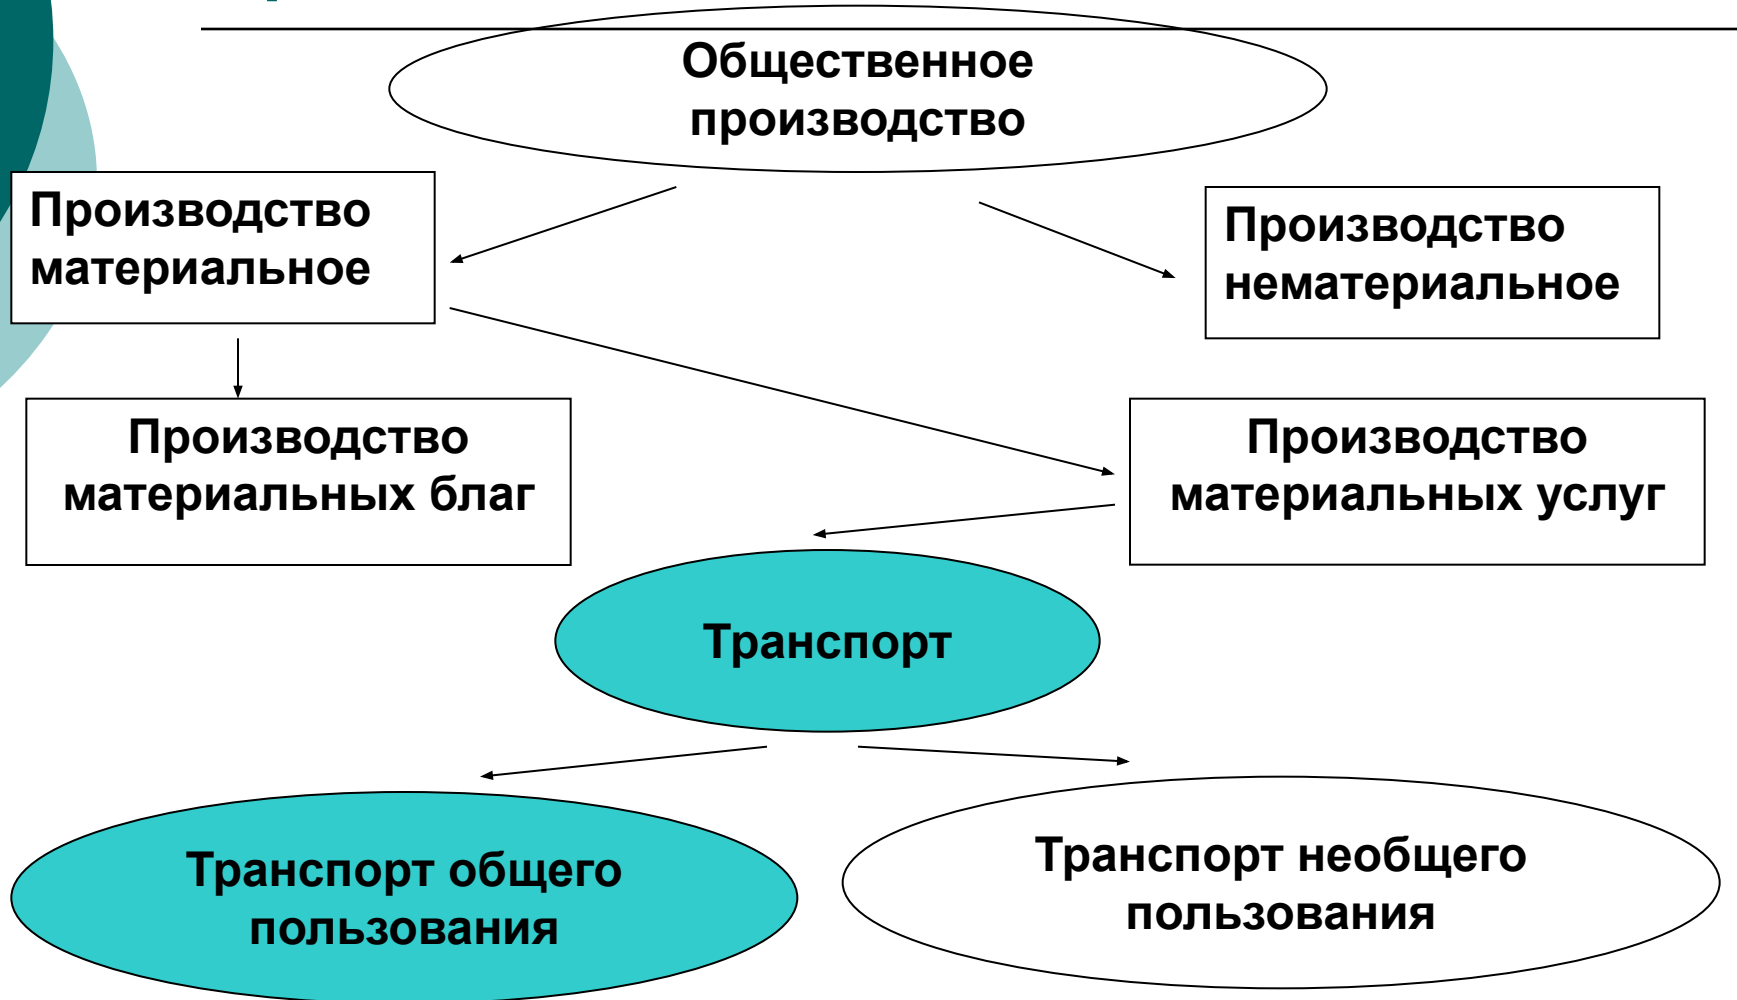 Общественное
производство
Производство
материальное
Производство
нематериальное
Производство
материальных благ
Производство
материальных услуг
Транспорт
Транспорт общего
пользования
Транспорт необщего
пользования